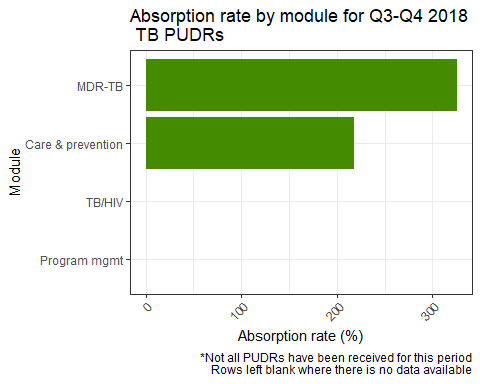 Absorption rate by module for Q3-Q4 2018
TB PUDRs
Module
MDR-TB
Care & prevention
TB/HIV
Program mgmt
0
100
200
300
Absorption rate (%)
*Not all PUDRs have been received for this period
Rows left blank where there is no data available